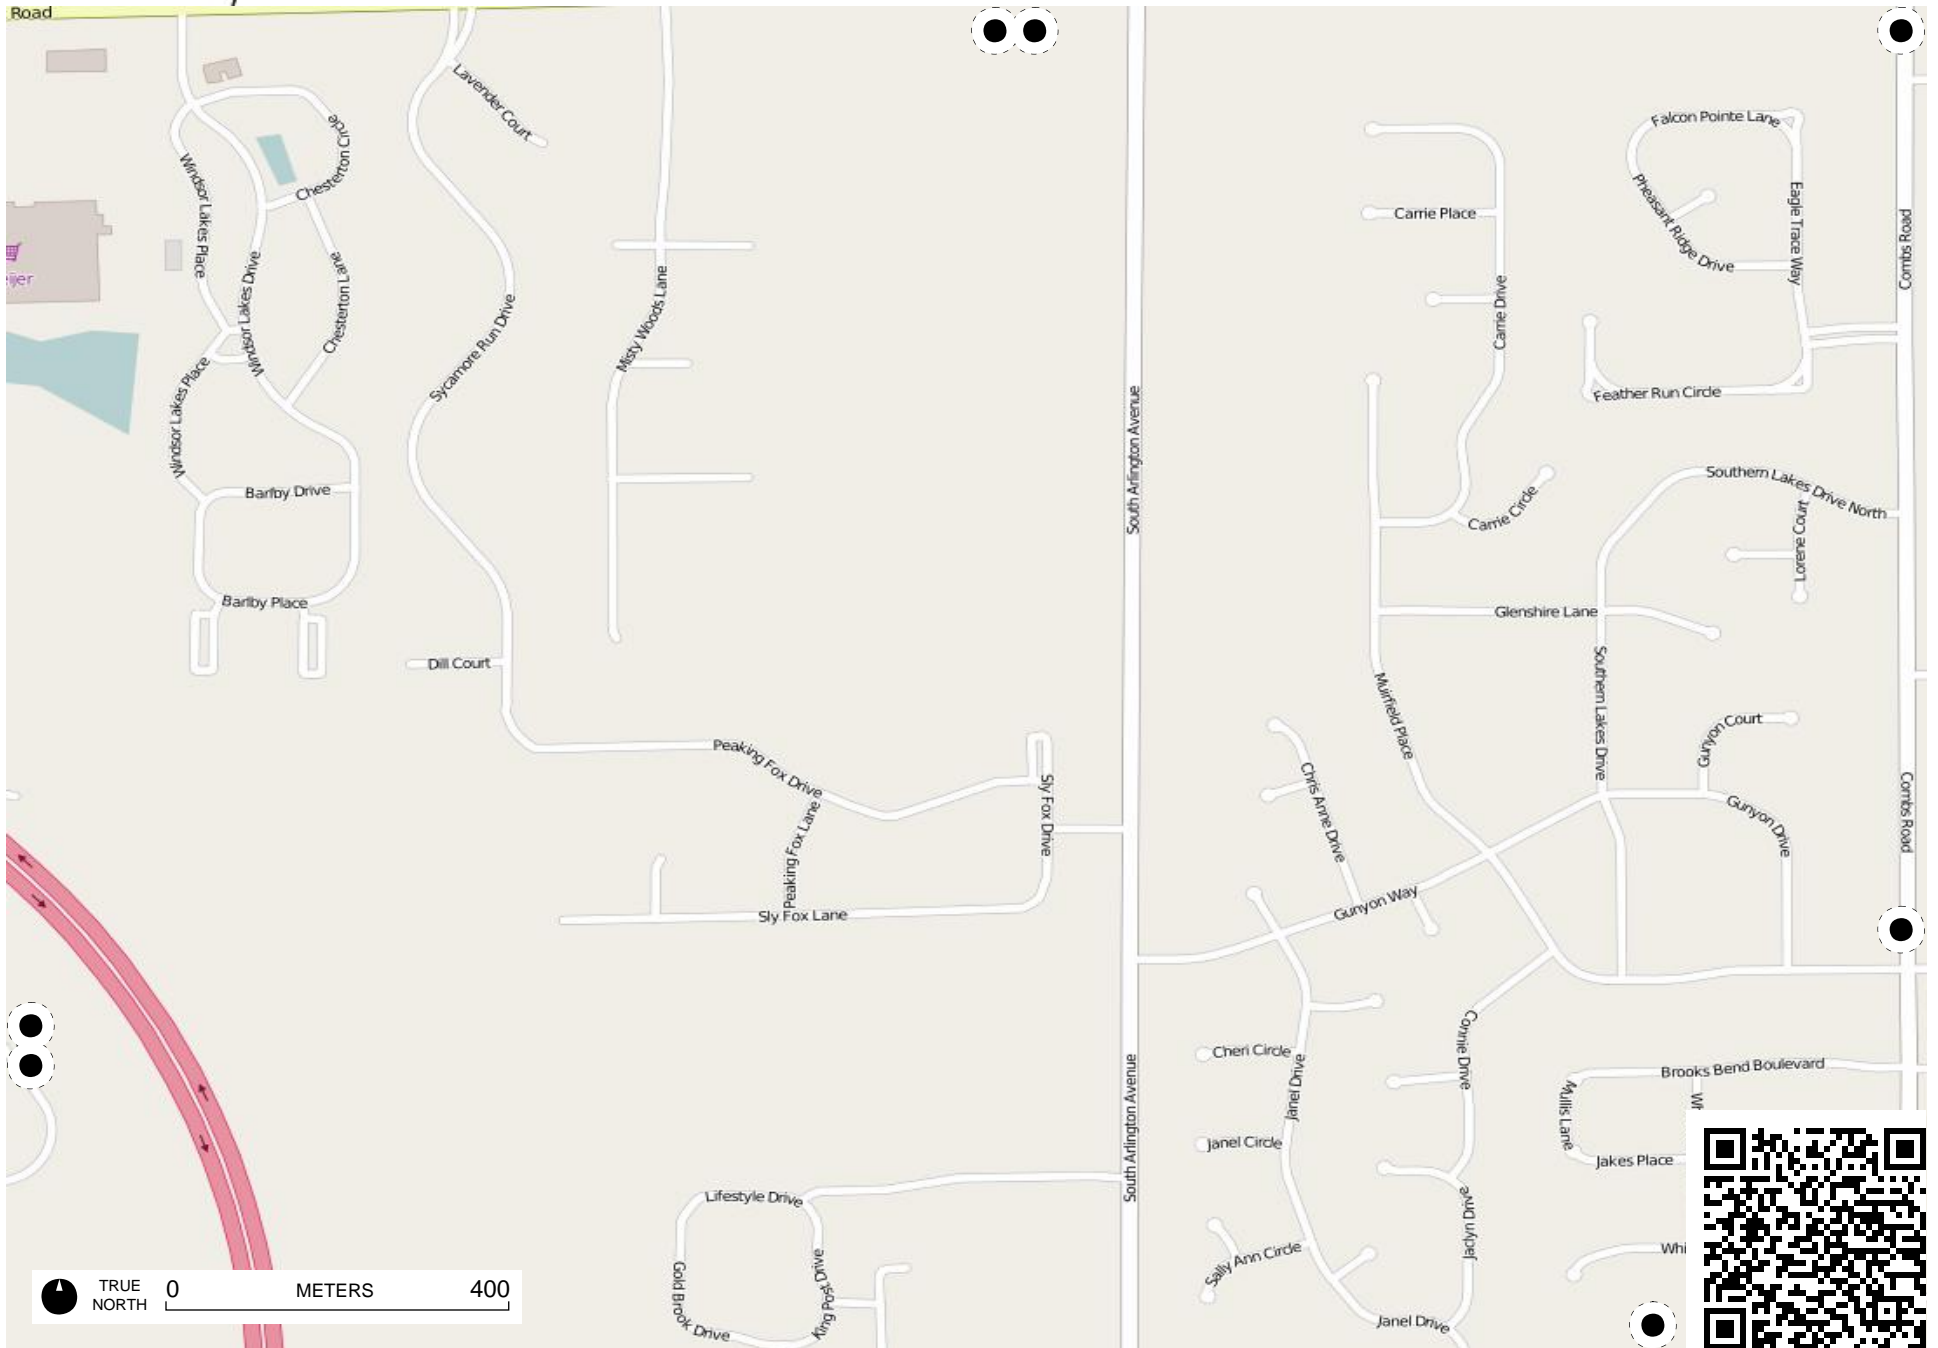 Road
Lavender Court
Chesterton Circle
Falcon Pointe Lane
Windsor Lakes Place
Pheasant Ridge Drive
Eagle Trace Way
Carrie Place
Combs Road
eijer
Windsor Lakes Drive
Chesterton Lane
Misty Woods Lane
Carrie Drive
Sycamore Run Drive
Windsor Lakes Place
Feather Run Circle
South Arlington Avenue
Southern Lakes Drive North
Barlby Drive
Carrie Circle
Lorene Court
Barlby Place
Glenshire Lane
Dill Court
Muirfield Place
Southern Lakes Drive
Gunyon Court
Peaking Fox Drive
Sly Fox Drive
Chris Anne Drive
Gunyon Drive
Combs Road
Peaking Fox Lane
Sly Fox Lane
Gunyon Way
Connie Drive
Cheri Circle
Janel Drive
Brooks Bend Boulevard
Mullis Lane
Wh
Janel Circle
Jakes Place
South Arlington Avenue
Lifestyle Drive
Jaclyn Drive
Sally Ann Circle
Whi
Gold Brook Drive
King Post Drive
Janel Drive
TRUE
NORTH
0 METERS 400